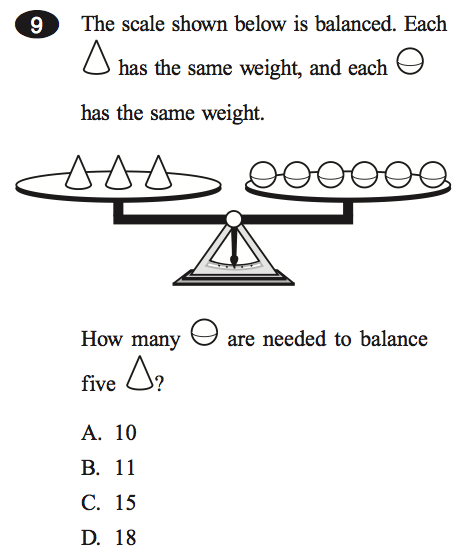 9 The scale shown below is balanced. Each
has the same weight, and each
has the same weight.
How many are needed to balance
five ?
A. 10
B. 11
C. 15
D. 18